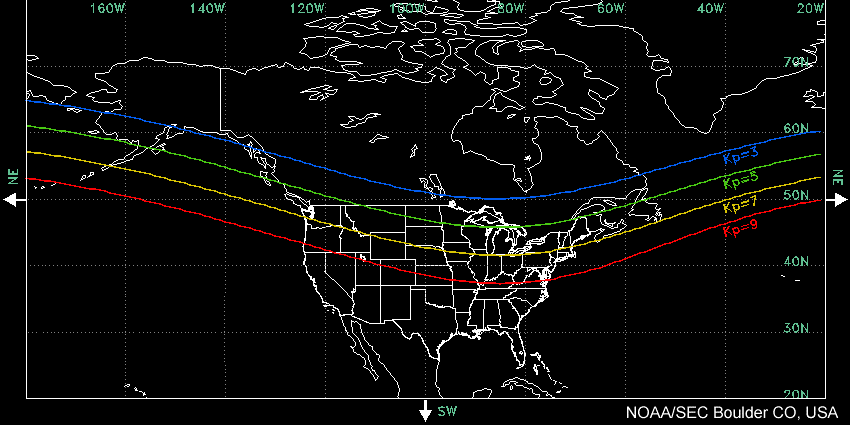 160W 140W 120W 100W 80W 60W 40W 20W
70N
60N
Kp=3
NE NE
Kp=5
50N
Kp=7
Kp=9
40N
30N
20N
SW
NOAA/SEC Boulder CO, USA